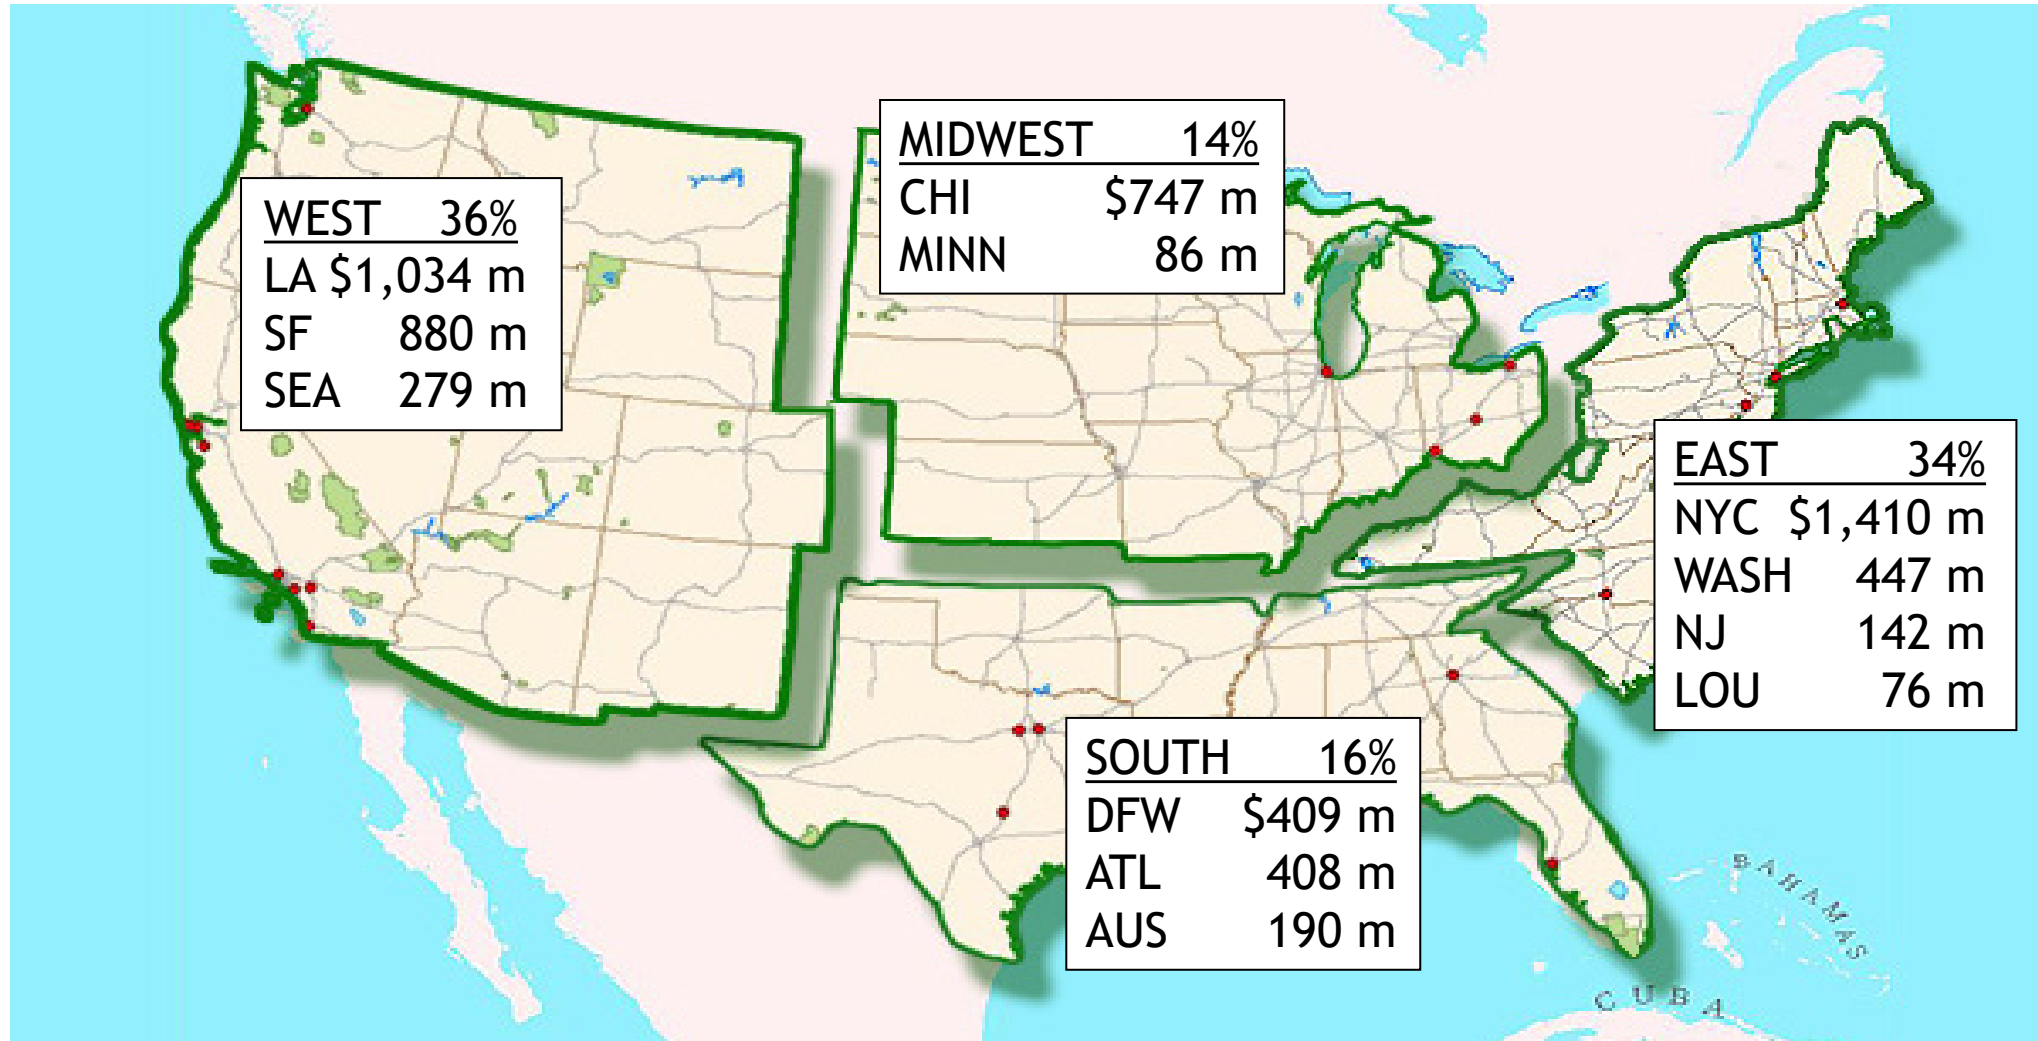 MIDWEST 14%
CHI $747 m
MINN 86 m
WEST 36%
LA $1,034 m
SF 880 m
SEA 279 m
EAST 34%
NYC $1,410 m
WASH 447 m
NJ 142 m
LOU 76 m
SOUTH 16%
DFW $409 m
ATL 408 m
AUS 190 m
BAHAMAS
CUBA